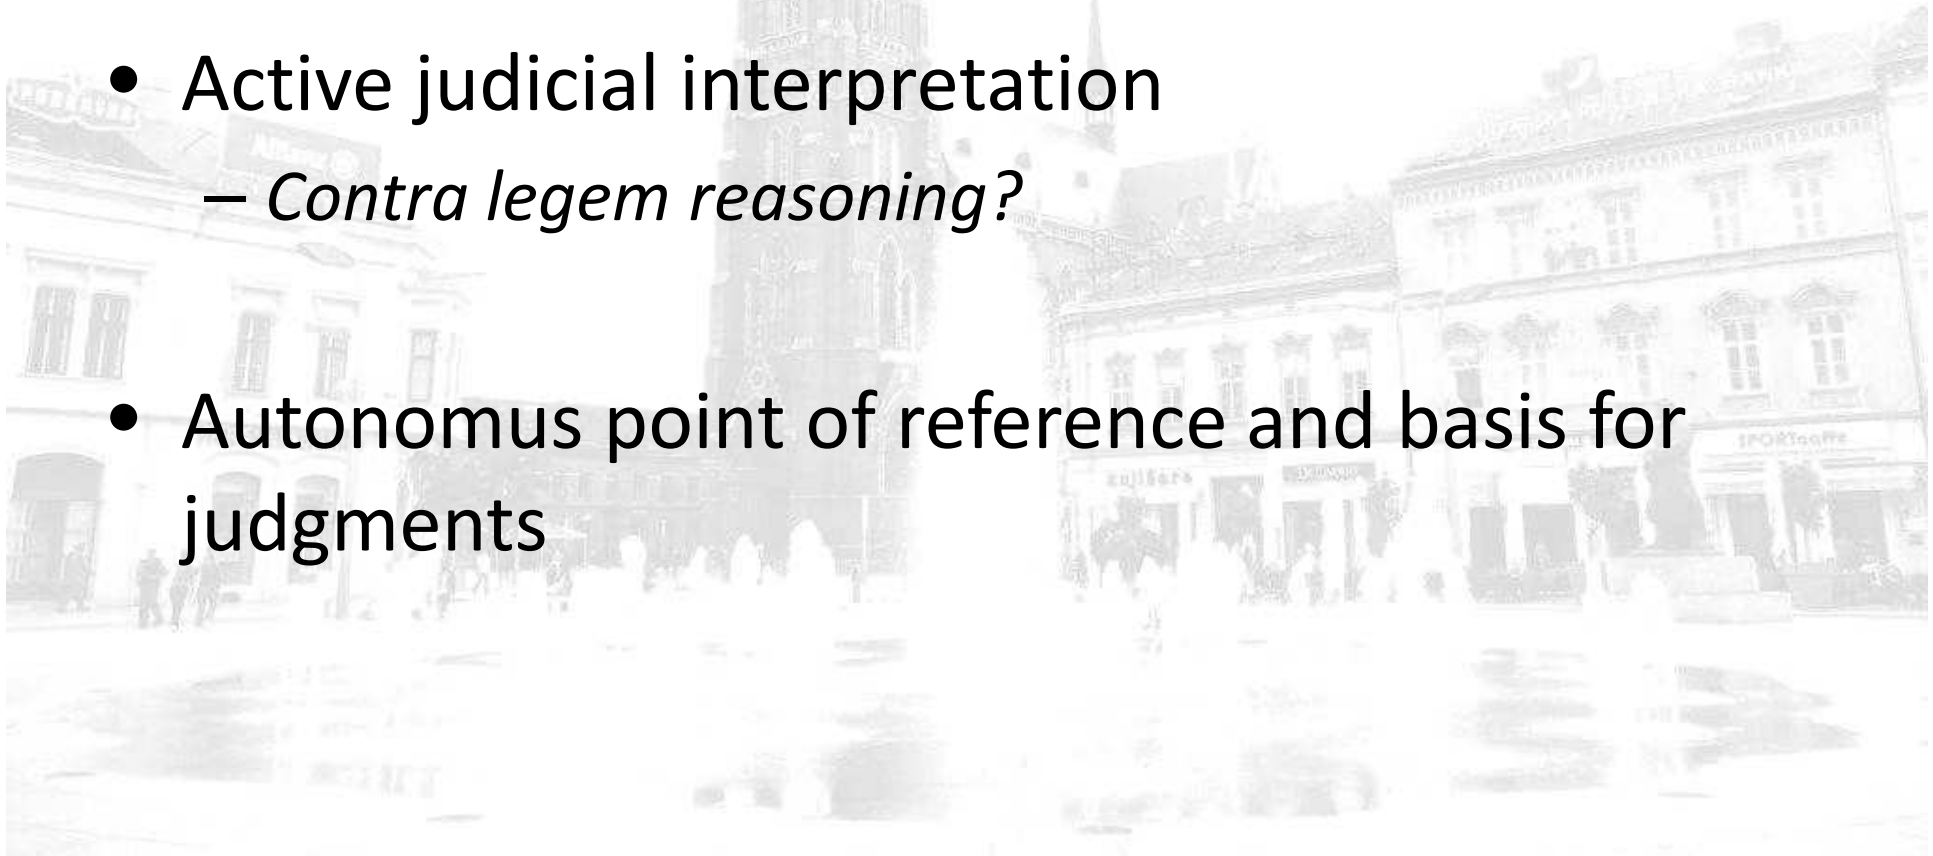 • Active judicial interpretation
– Contra legem reasoning?
• Autonomus point of reference and basis for
judgments